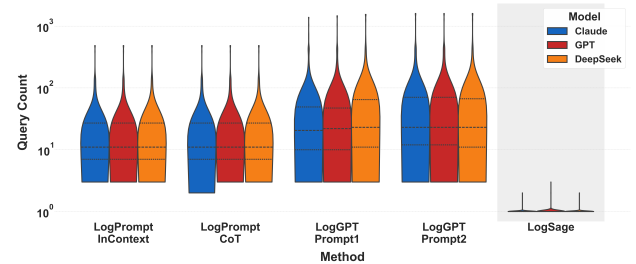 Model
Claude
GPT
DeepSeek
Query Count
10³
10²
10¹
10⁰
LogPrompt
InContext
LogPrompt
CoT
LogGPT
Prompt1
LogGPT
Prompt2
LogSage
Method